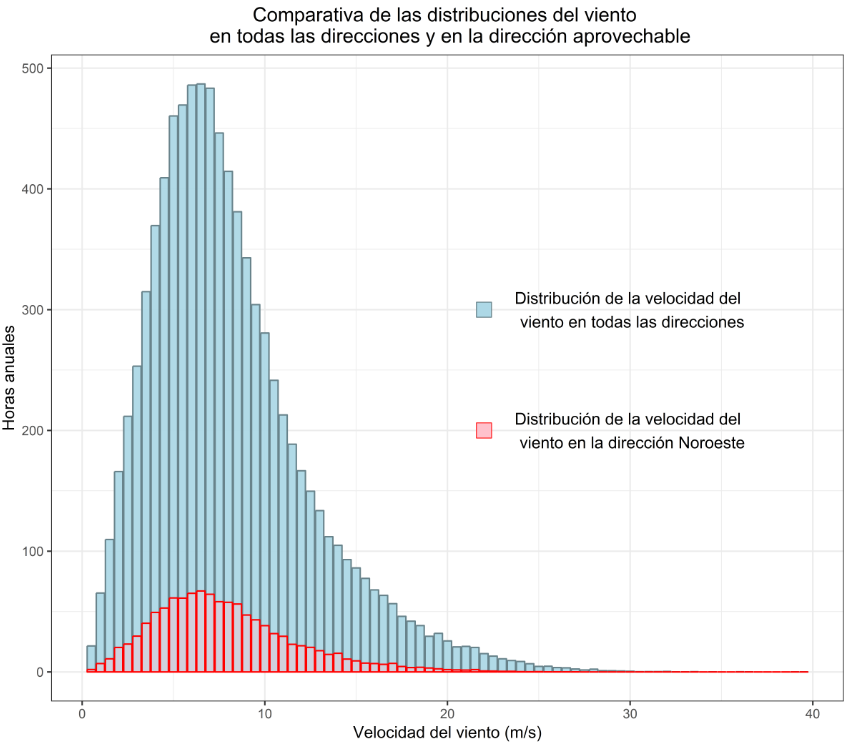 Comparativa de las distribuciones del viento
en todas las direcciones y en la dirección aprovechable
Horas anuales
500
400
300
200
100
0
Distribución de la velocidad del
viento en todas las direcciones
Distribución de la velocidad del
viento en la dirección Noroeste
0 10 20 30 40
Velocidad del viento (m/s)